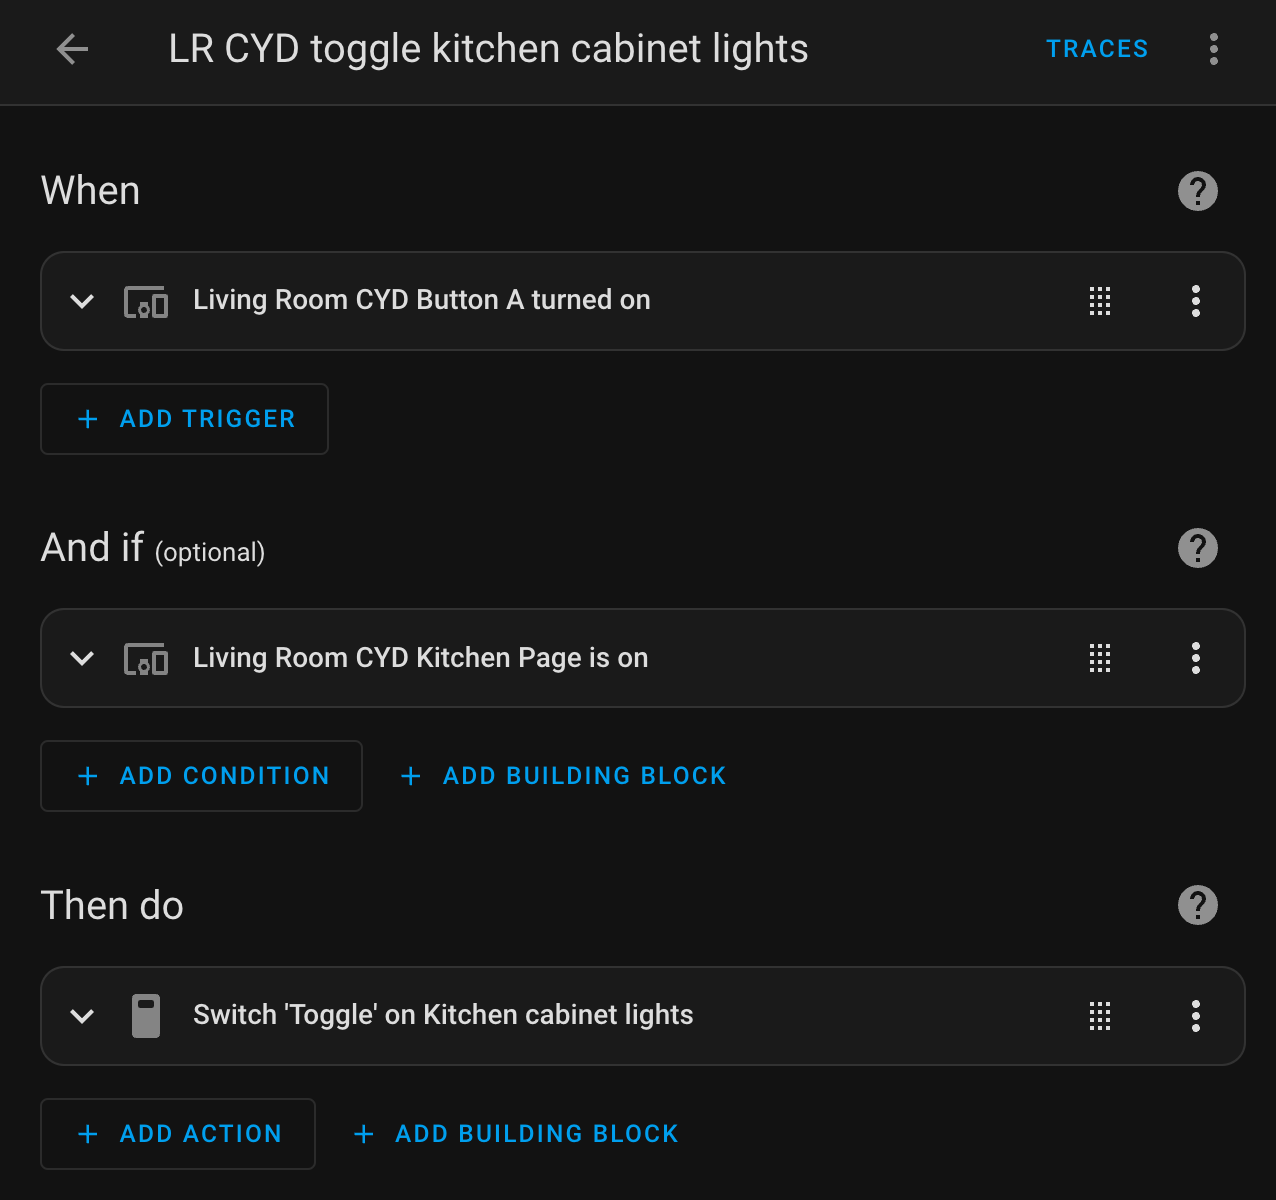 LR CYD toggle kitchen cabinet lights TRACES
When
?
Living Room CYD Button A turned on
+ ADD TRIGGER
And if (optional)
?
Living Room CYD Kitchen Page is on
+ ADD CONDITION + ADD BUILDING BLOCK
Then do
?
Switch 'Toggle' on Kitchen cabinet lights
+ ADD ACTION + ADD BUILDING BLOCK